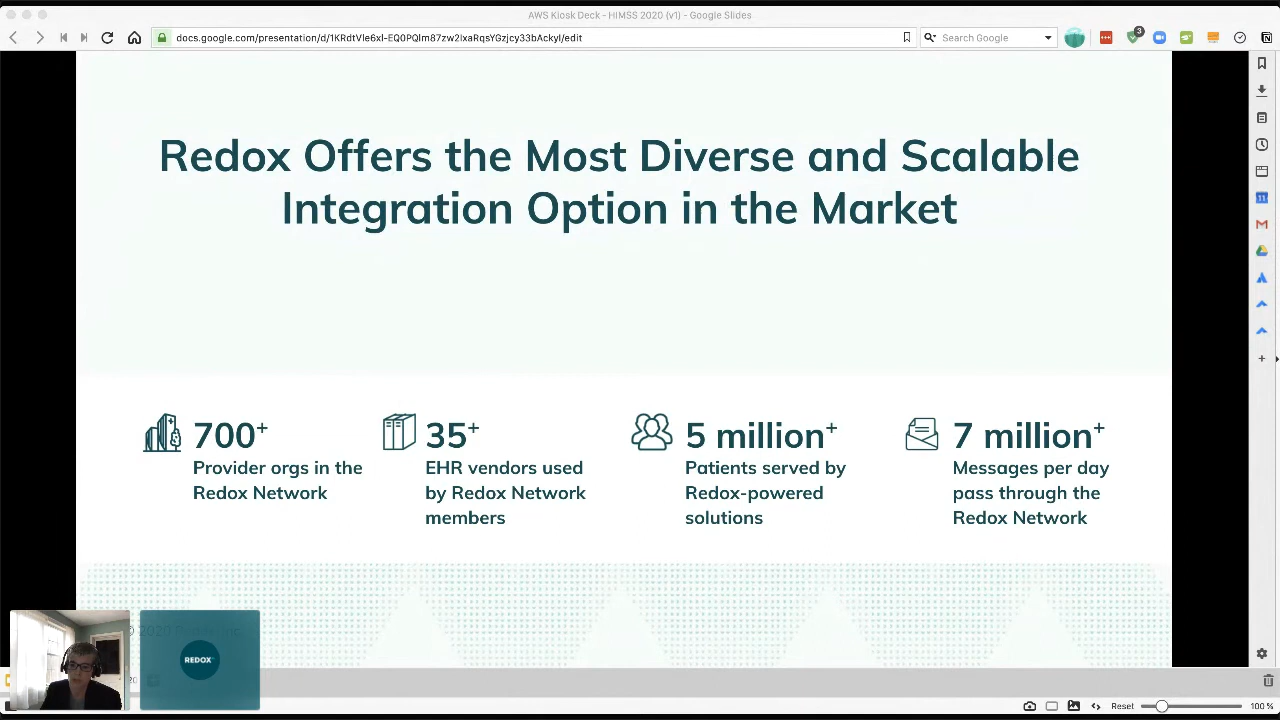 AWS Kiosk Deck - HIMSS 2020 (v1) - Google Slides
Search Google
3
Redox Offers the Most Diverse and Scalable
Integration Option in the Market
700+
Provider orgs in the
Redox Network
35+
EHR vendors used
by Redox Network
members
5 million+
Patients served by
Redox-powered
solutions
7 million+
Messages per day
pass through the
Redox Network
© 2020
REDOX
Reset
100 %